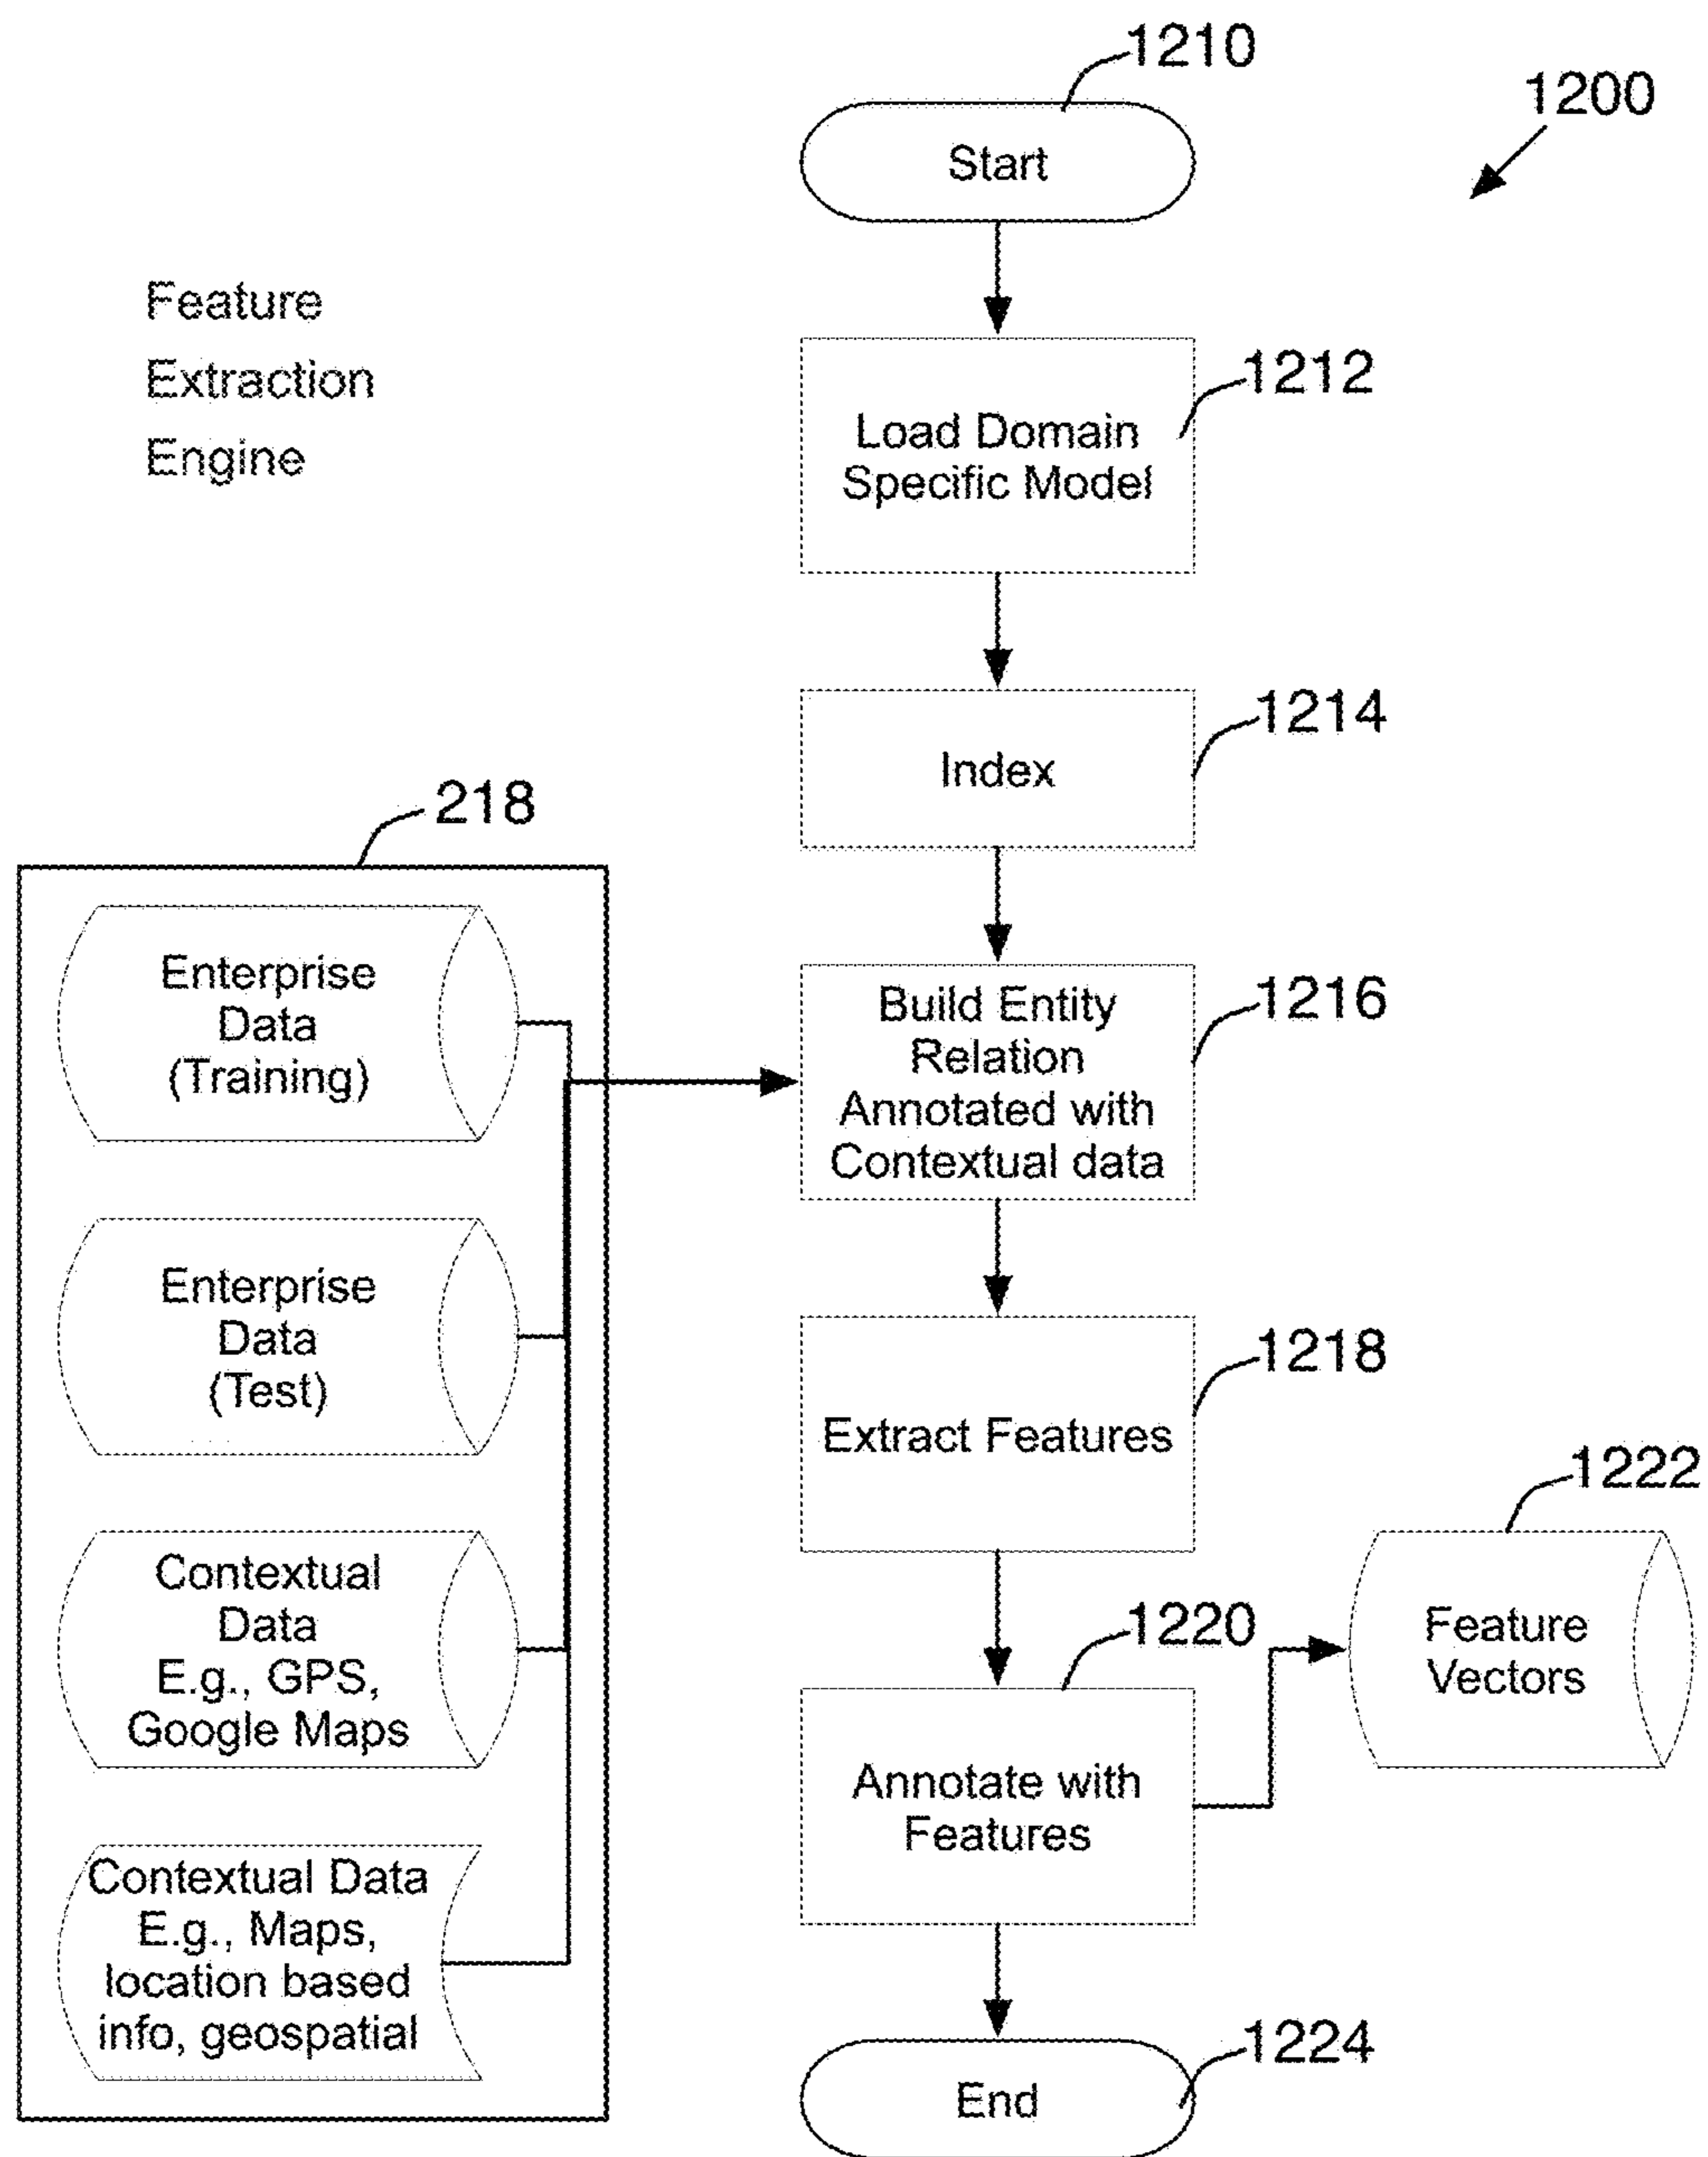 1210
1200
Start
Feature
Extraction
Engine
1212
Load Domain
Specific Model
1214
Index
218
Enterprise
Data
(Training)
1216
Build Entity
Relation
Annotated with
Contextual data
Enterprise
Data
(Test)
1218
Extract Features
1222
Feature
Vectors
Contextual
Data
E.g., GPS,
Google Maps
1220
Annotate with
Features
Contextual Data
E.g., Maps,
location based
info, geospatial
1224
End